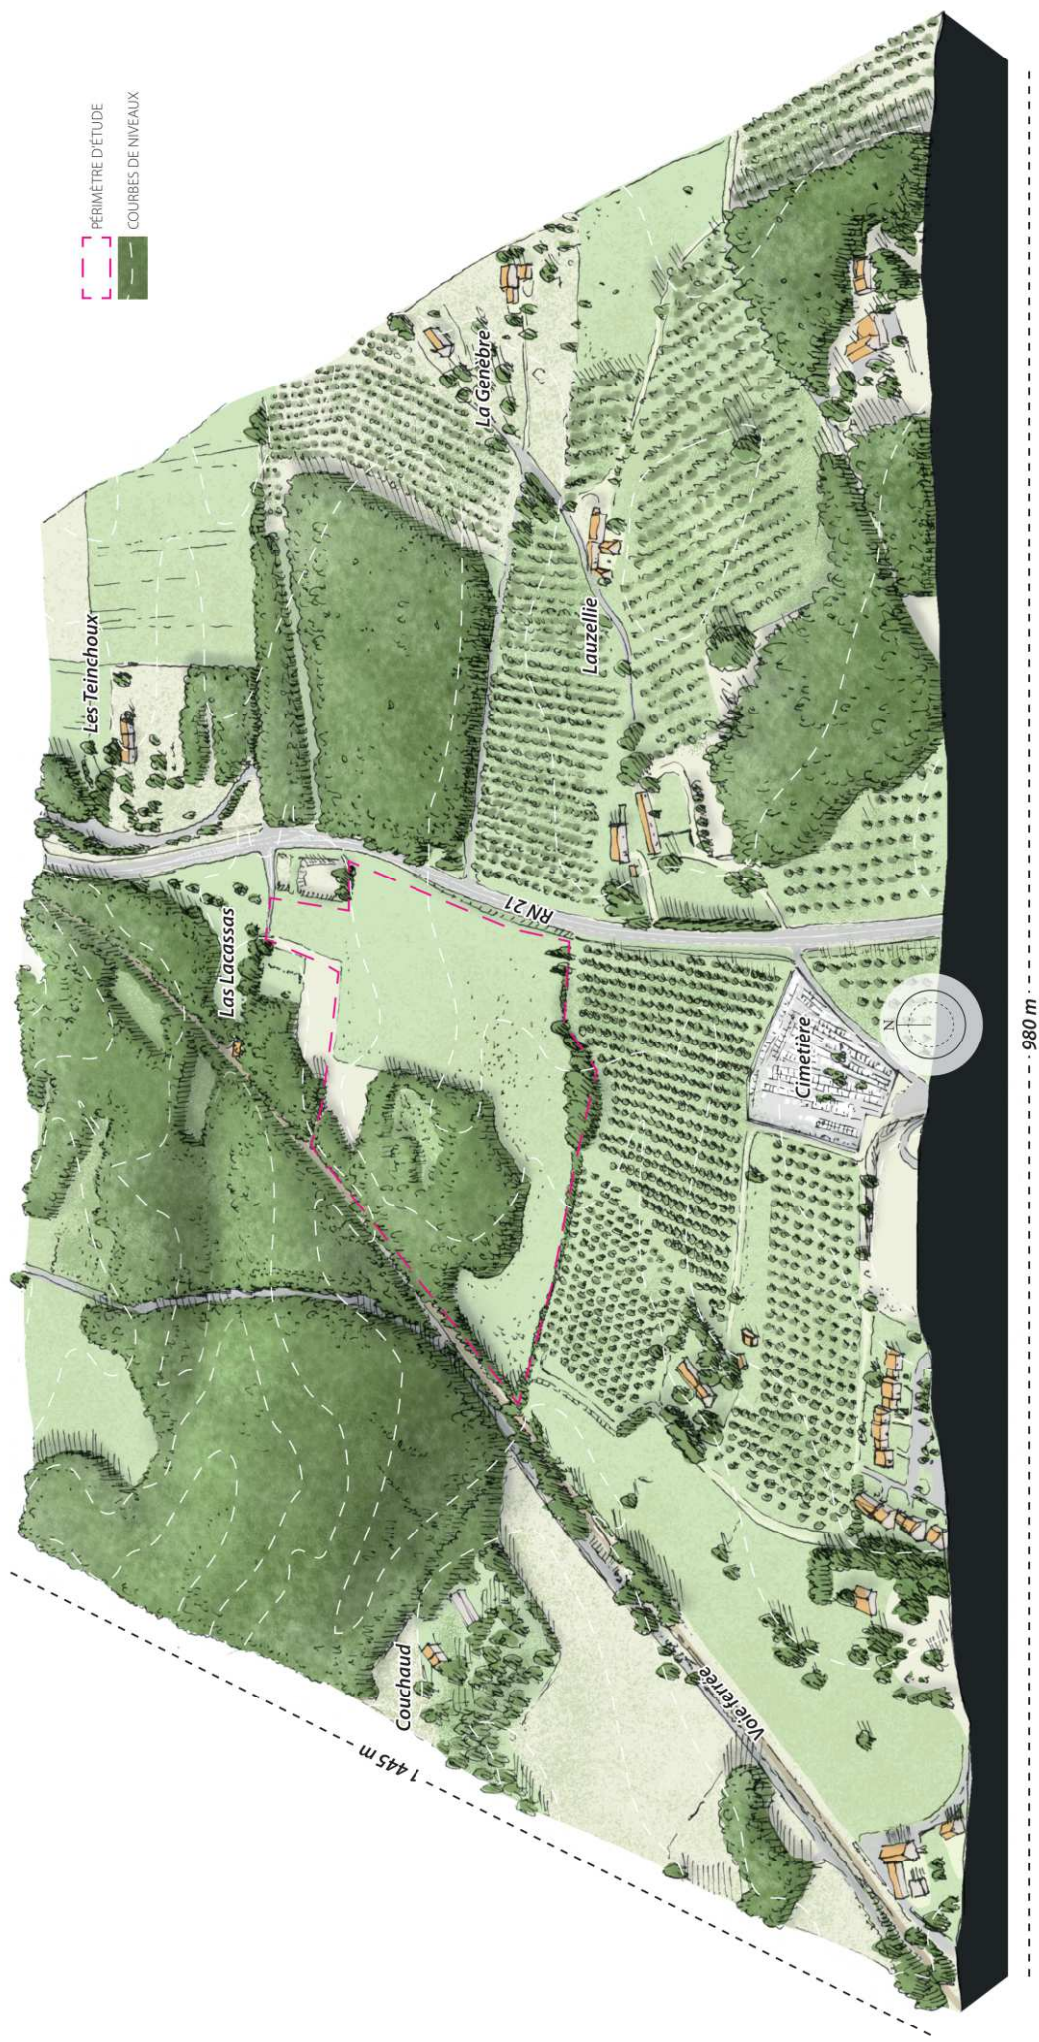 PÉRIMÈTRE D'ÉTUDE
COURBES DE NIVEAUX
Les Teinchoux
La Genèbre
Las Lacassas
Lauzellie
RN 21
Couchaud
Cimetière
Voie ferrée
N
1 445 m
980 m